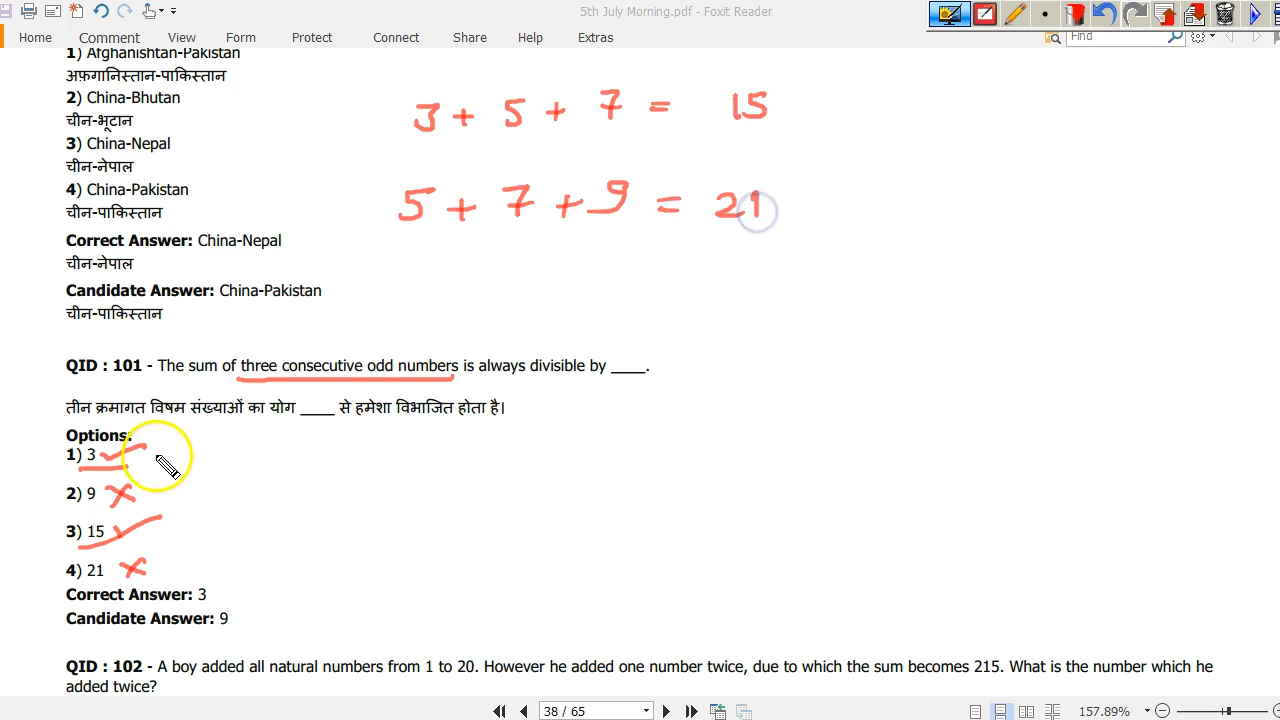 5th July Morning.pdf - Foxit Reader
Home Comment View Form Protect Connect Share Help Extras
Find
1) Afghanishtan-Pakistan
अफ़गानिस्तान-पाकिस्तान
2) China-Bhutan
चीन-भूटान
3) China-Nepal
चीन-नेपाल
4) China-Pakistan
चीन-पाकिस्तान
3 + 5 + 7 = 15
5 + 7 + 9 = 21
Correct Answer: China-Nepal
चीन-नेपाल
Candidate Answer: China-Pakistan
चीन-पाकिस्तान
QID : 101 - The sum of three consecutive odd numbers is always divisible by ____.
तीन क्रमागत विषम संख्याओं का योग ____ से हमेशा विभाजित होता है।
Options:
1) 3
2) 9
3) 15
4) 21
Correct Answer: 3
Candidate Answer: 9
QID : 102 - A boy added all natural numbers from 1 to 20. However he added one number twice, due to which the sum becomes 215. What is the number which he
added twice?
38 / 65
157.89%